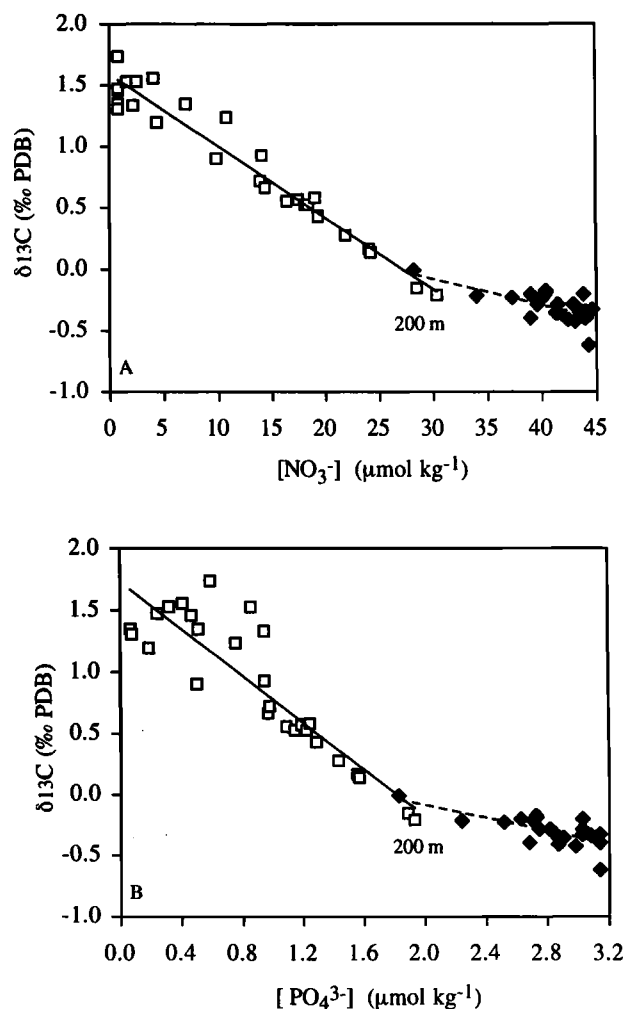 2.0
1.5
1.0
0.5
0.0
-0.5
-1.0
δ13C (‰ PDB)
200 m
A
0 5 10 15 20 25 30 35 40 45
[NO3-] (µmol kg-1)
2.0
1.5
1.0
0.5
0.0
-0.5
-1.0
δ13C (‰ PDB)
200 m
B
0.0 0.4 0.8 1.2 1.6 2.0 2.4 2.8 3.2
[ PO43-] (µmol kg-1)